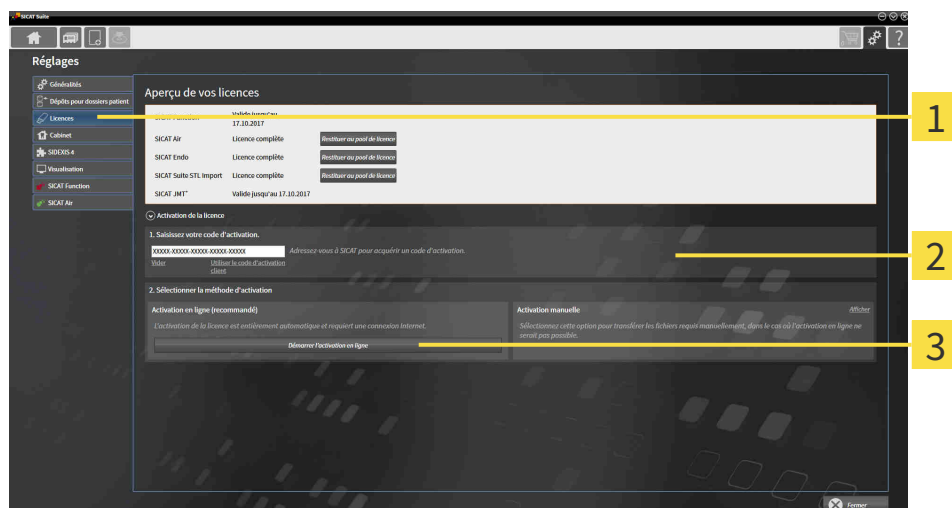 SICAT Suite
?
Réglages
Généralités
Dépôts pour dossiers patient
Licences
Cabinet
SIDEXIS 4
Visualisation
SICAT Function
SICAT Air
Aperçu de vos licences
SICAT Function Valide jusqu'au
17.10.2017
SICAT Air Licence complète Restituer au pool de licence
SICAT Endo Licence complète Restituer au pool de licence
SICAT Suite STL Import Licence complète Restituer au pool de licence
SICAT JMT+ Valide jusqu'au 17.10.2017
Activation de la licence
1. Saisissez votre code d'activation.
XXXXX-XXXXX-XXXXX-XXXXX-XXXXX Adressez-vous à SICAT pour acquérir un code d'activation.
Vider Utiliser le code d'activation
client
2. Sélectionner la méthode d'activation
Activation en ligne (recommandé)
L'activation de la licence est entièrement automatique et requiert une connexion Internet.
Démarrer l'activation en ligne
Activation manuelle Afficher
Sélectionnez cette option pour transférer les fichiers requis manuellement, dans le cas où l'activation en ligne ne
serait pas possible.
Fermer
1
2
3